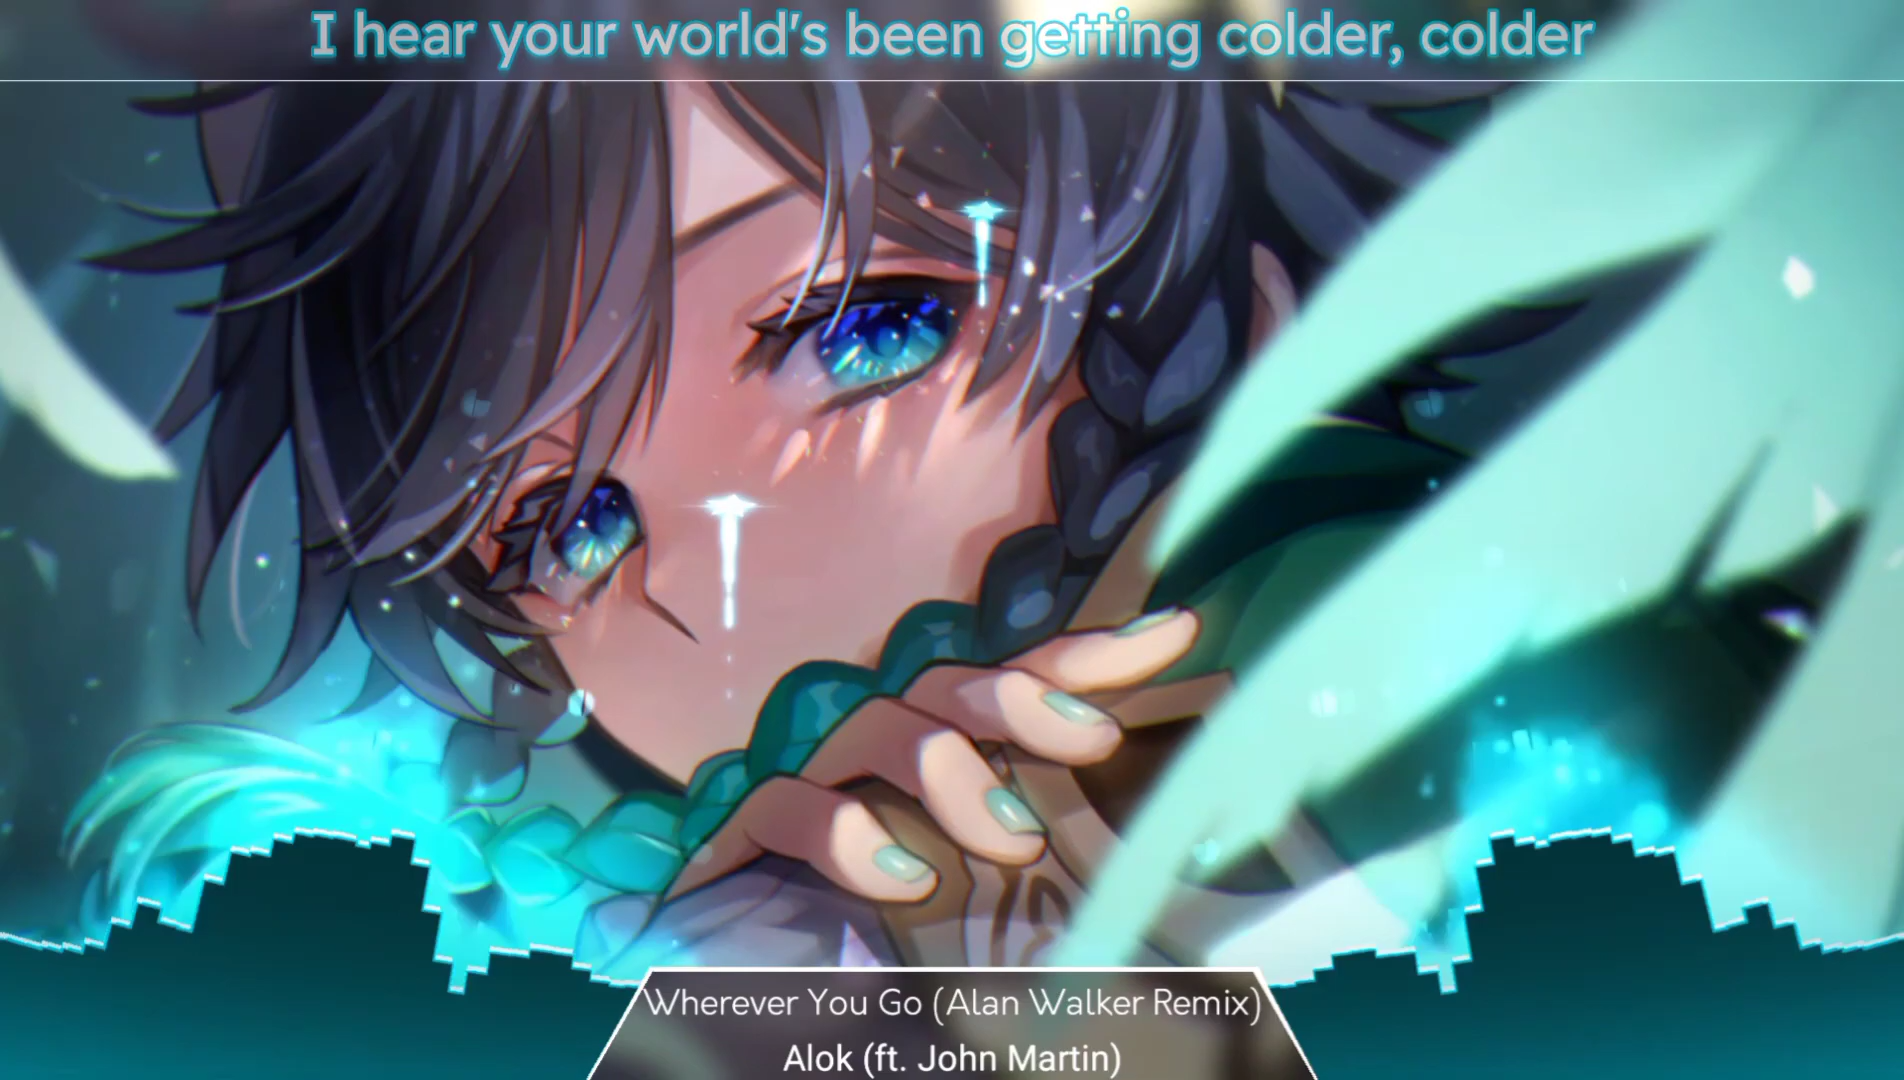 I hear your world's been getting colder, colder
Wherever You Go (Alan Walker Remix)
Alok (ft. John Martin)